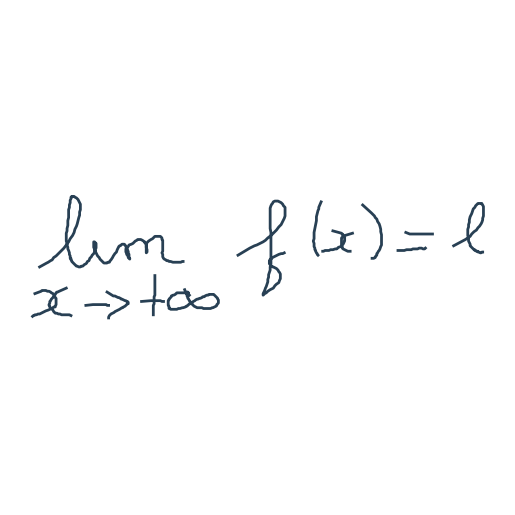 lim f(x) = l
x → +∞